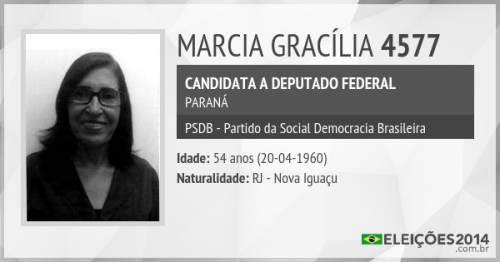 MARCIA GRACÍLIA 4577
CANDIDATA A DEPUTADO FEDERAL
PARANÁ
PSDB - Partido da Social Democracia Brasileira
Idade: 54 anos (20-04-1960)
Naturalidade: RJ - Nova Iguaçu
ELEIÇÕES2014
.com.br